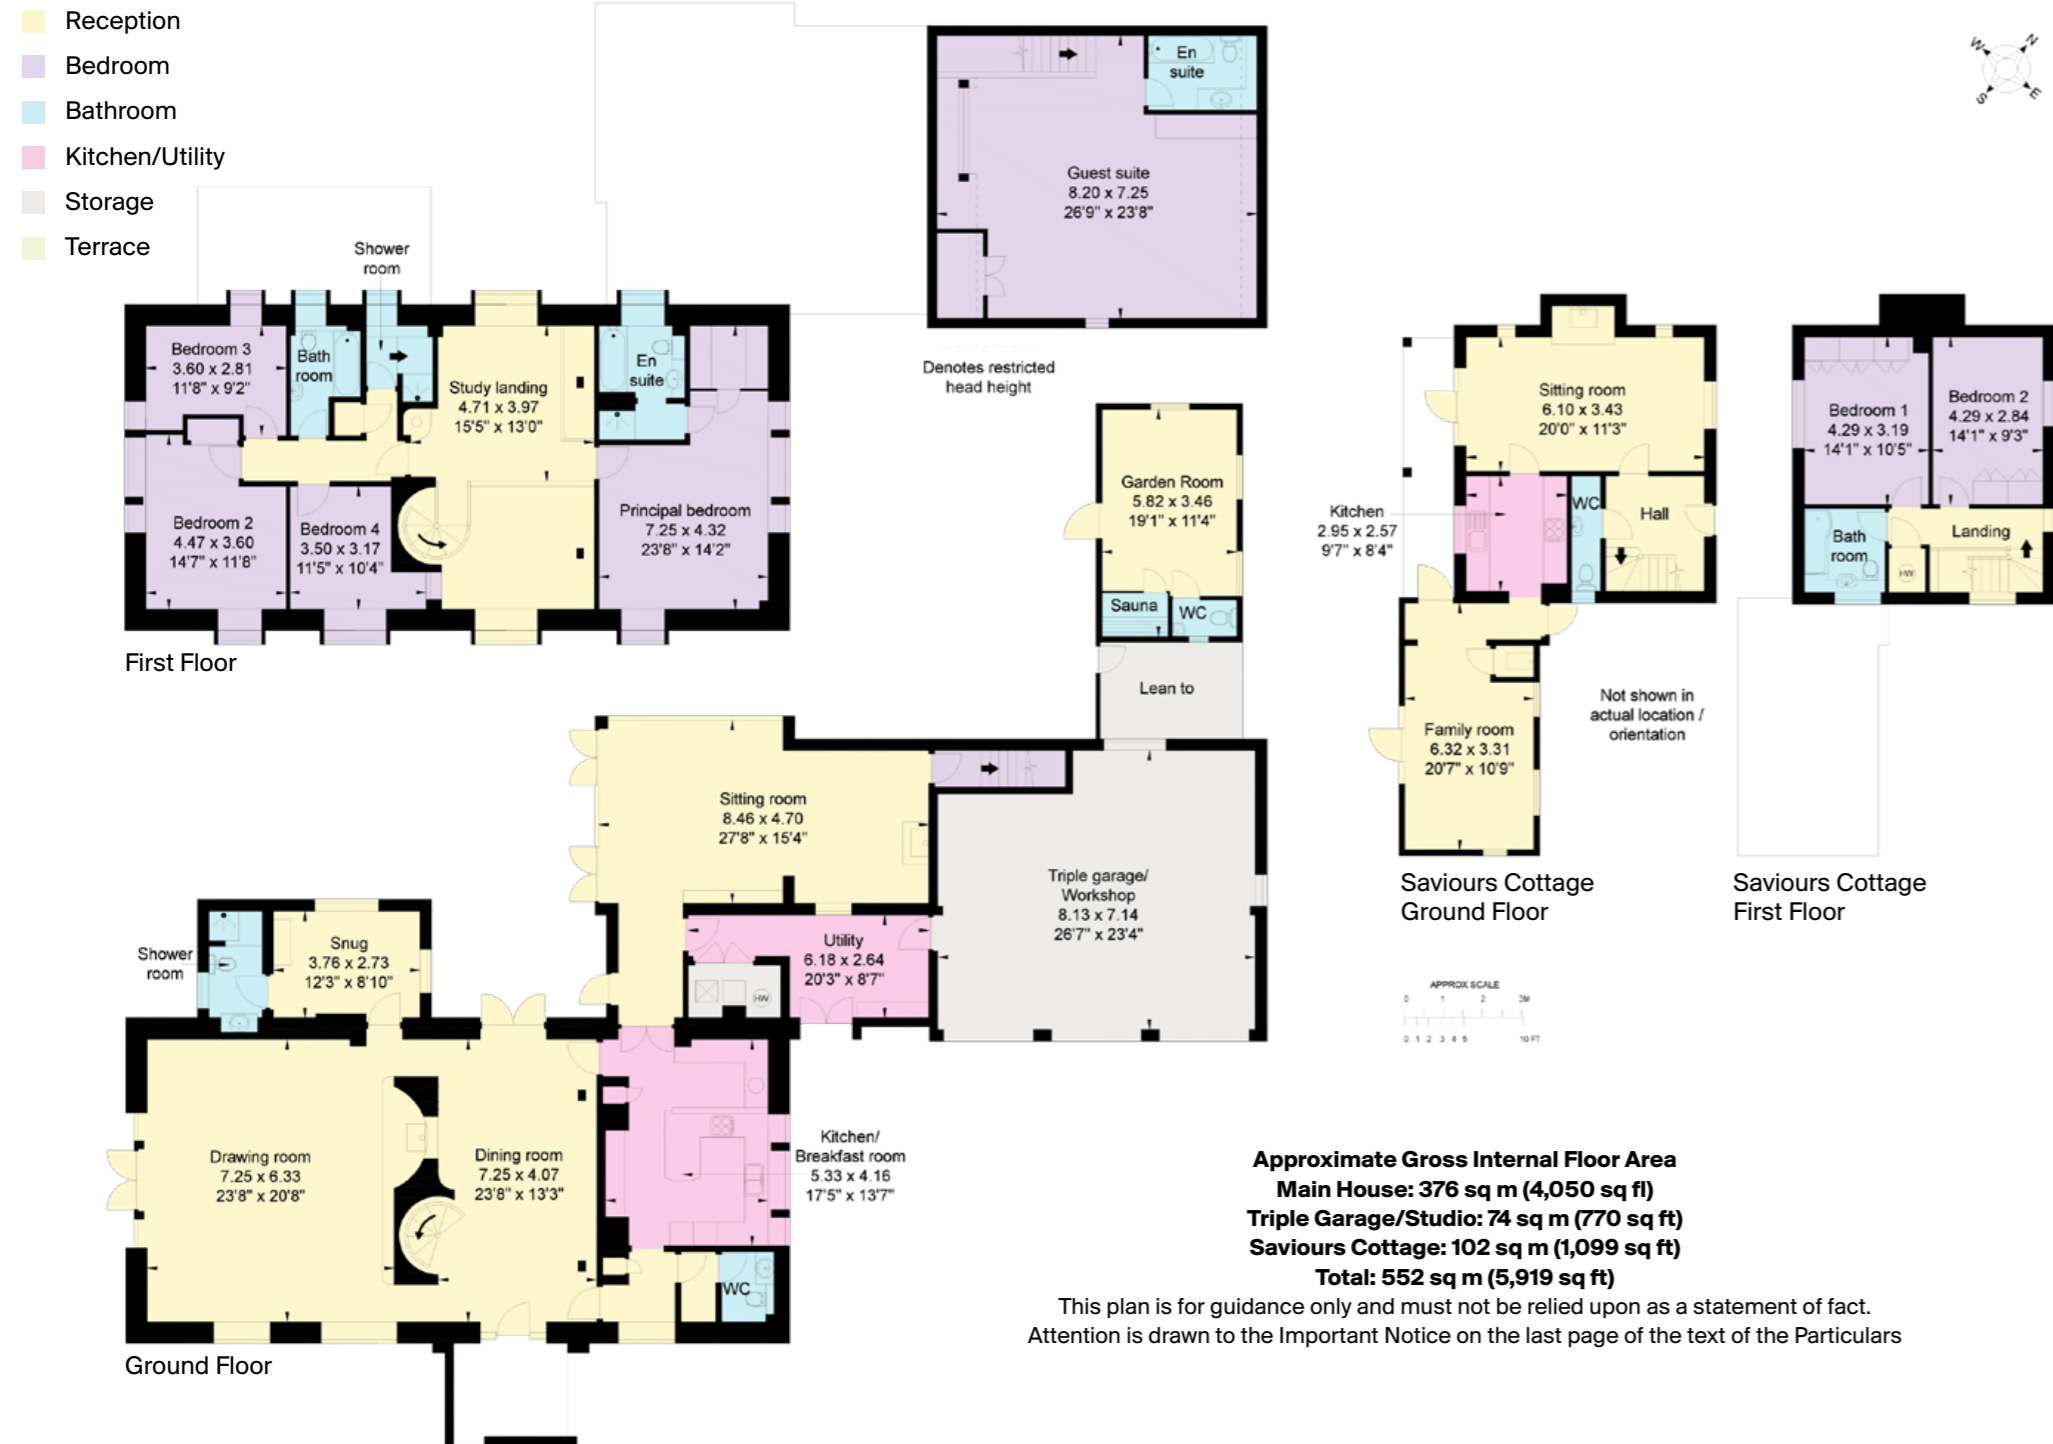 Reception
Bedroom
Bathroom
Kitchen/Utility
Storage
Terrace
W
N
S
E
En
suite
Guest suite
8.20 x 7.25
26'9" x 23'8"
Denotes restricted
head height
Shower
room
Bedroom 3
3.60 x 2.81
11'8" x 9'2"
Bath
room
Study landing
4.71 x 3.97
15'5" x 13'0"
En
suite
Bedroom 2
4.47 x 3.60
14'7" x 11'8"
Bedroom 4
3.50 x 3.17
11'5" x 10'4"
Principal bedroom
7.25 x 4.32
23'8" x 14'2"
First Floor
Garden Room
5.82 x 3.46
19'1" x 11'4"
Sauna
WC
Lean to
Sitting room
6.10 x 3.43
20'0" x 11'3"
Kitchen
2.95 x 2.57
9'7" x 8'4"
WC
Hall
Family room
6.32 x 3.31
20'7" x 10'9"
Saviours Cottage
Ground Floor
Bedroom 1
4.29 x 3.19
14'1" x 10'5"
Bedroom 2
4.29 x 2.84
14'1" x 9'3"
Bath
room
HW
Landing
Not shown in
actual location /
orientation
Saviours Cottage
First Floor
Sitting room
8.46 x 4.70
27'8" x 15'4"
Triple garage/
Workshop
8.13 x 7.14
26'7" x 23'4"
Utility
6.18 x 2.64
20'3" x 8'7"
HW
Shower
room
Snug
3.76 x 2.73
12'3" x 8'10"
Drawing room
7.25 x 6.33
23'8" x 20'8"
Dining room
7.25 x 4.07
23'8" x 13'3"
Kitchen/
Breakfast room
5.33 x 4.16
17'5" x 13'7"
WC
Ground Floor
APPROX SCALE
0 1 2 3M
0 1 2 3 4 5 10 FT
Approximate Gross Internal Floor Area
Main House: 376 sq m (4,050 sq fl)
Triple Garage/Studio: 74 sq m (770 sq ft)
Saviours Cottage: 102 sq m (1,099 sq ft)
Total: 552 sq m (5,919 sq ft)
This plan is for guidance only and must not be relied upon as a statement of fact.
Attention is drawn to the Important Notice on the last page of the text of the Particulars